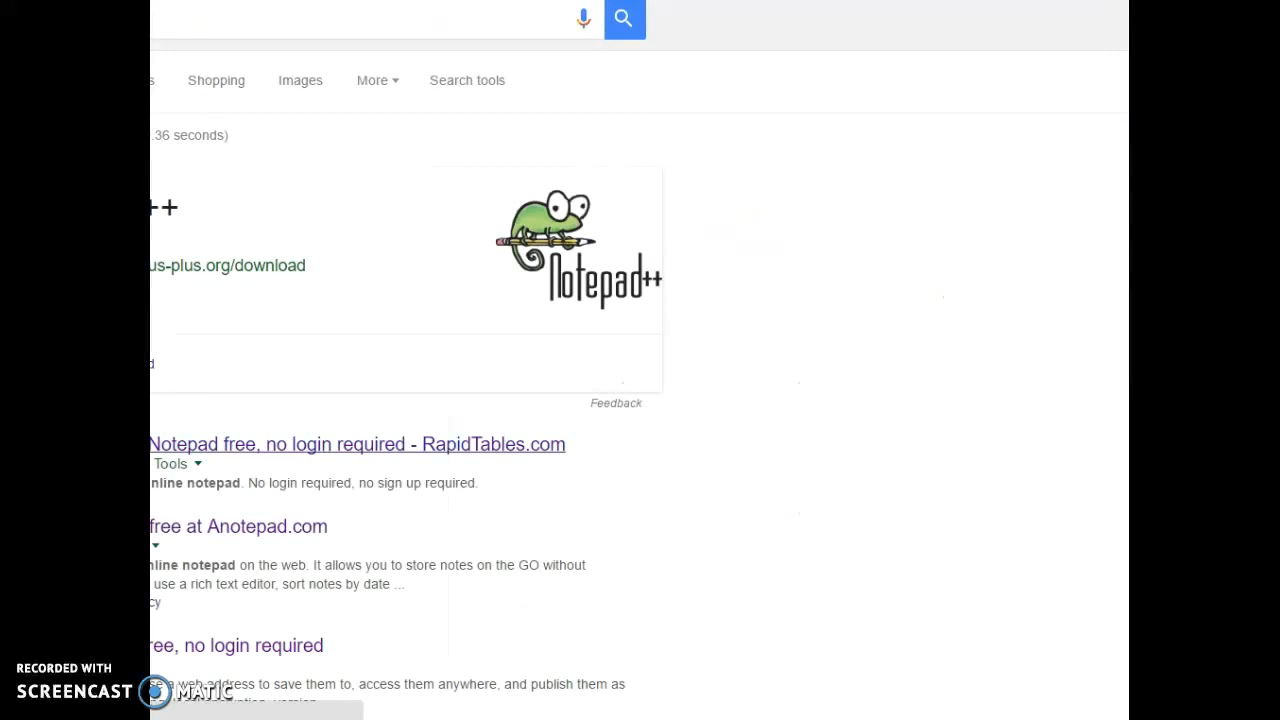 Shopping Images More Search tools
.36 seconds)
++
us-plus.org/download
Notepad++
d
Feedback
Notepad free, no login required - RapidTables.com
Tools
nline notepad. No login required, no sign up required.
free at Anotepad.com
nline notepad on the web. It allows you to store notes on the GO without
use a rich text editor, sort notes by date ...
cy
ree, no login required
e a web address to save them to, access them anywhere, and publish them as
RECORDED WITH
SCREENCAST MATIC